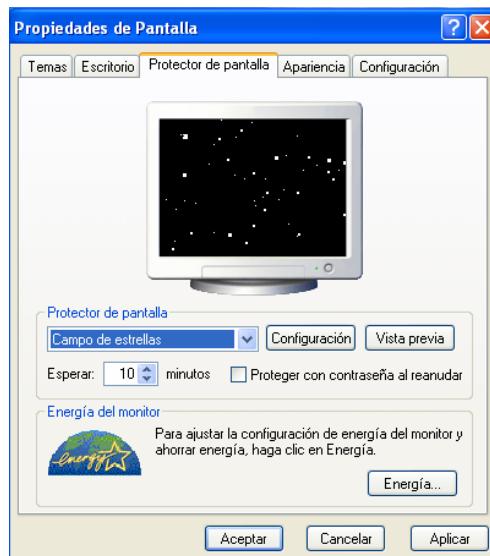 Propiedades de Pantalla
Temas Escritorio Protector de pantalla Apariencia Configuración
Protector de pantalla
Campo de estrellas Configuración Vista previa
Esperar: 10 minutos Proteger con contraseña al reanudar
Energía del monitor
Para ajustar la configuración de energía del monitor y
ahorrar energía, haga clic en Energía.
energy
Energía...
Aceptar Cancelar Aplicar